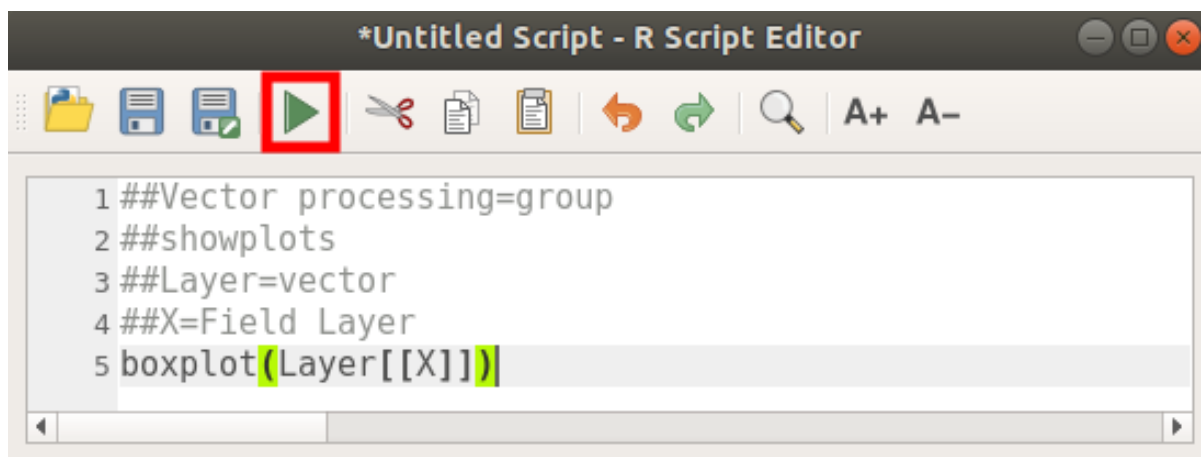 *Untitled Script - R Script Editor
A+ A-
1 ##Vector processing=group
2 ##showplots
3 ##Layer=vector
4 ##X=Field Layer
5 boxplot(Layer[[X]])